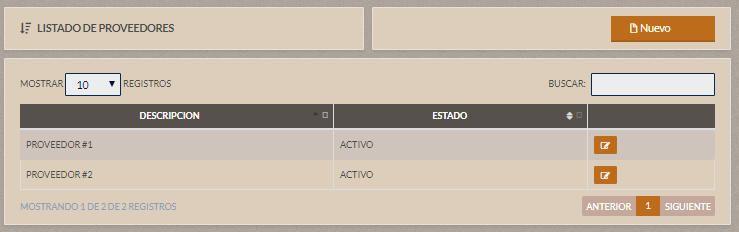 LISTADO DE PROVEEDORES
Nuevo
MOSTRAR 10 REGISTROS
BUSCAR:
DESCRIPCION ESTADO
PROVEEDOR #1 ACTIVO
PROVEEDOR #2 ACTIVO
MOSTRANDO 1 DE 2 DE 2 REGISTROS
ANTERIOR 1 SIGUIENTE